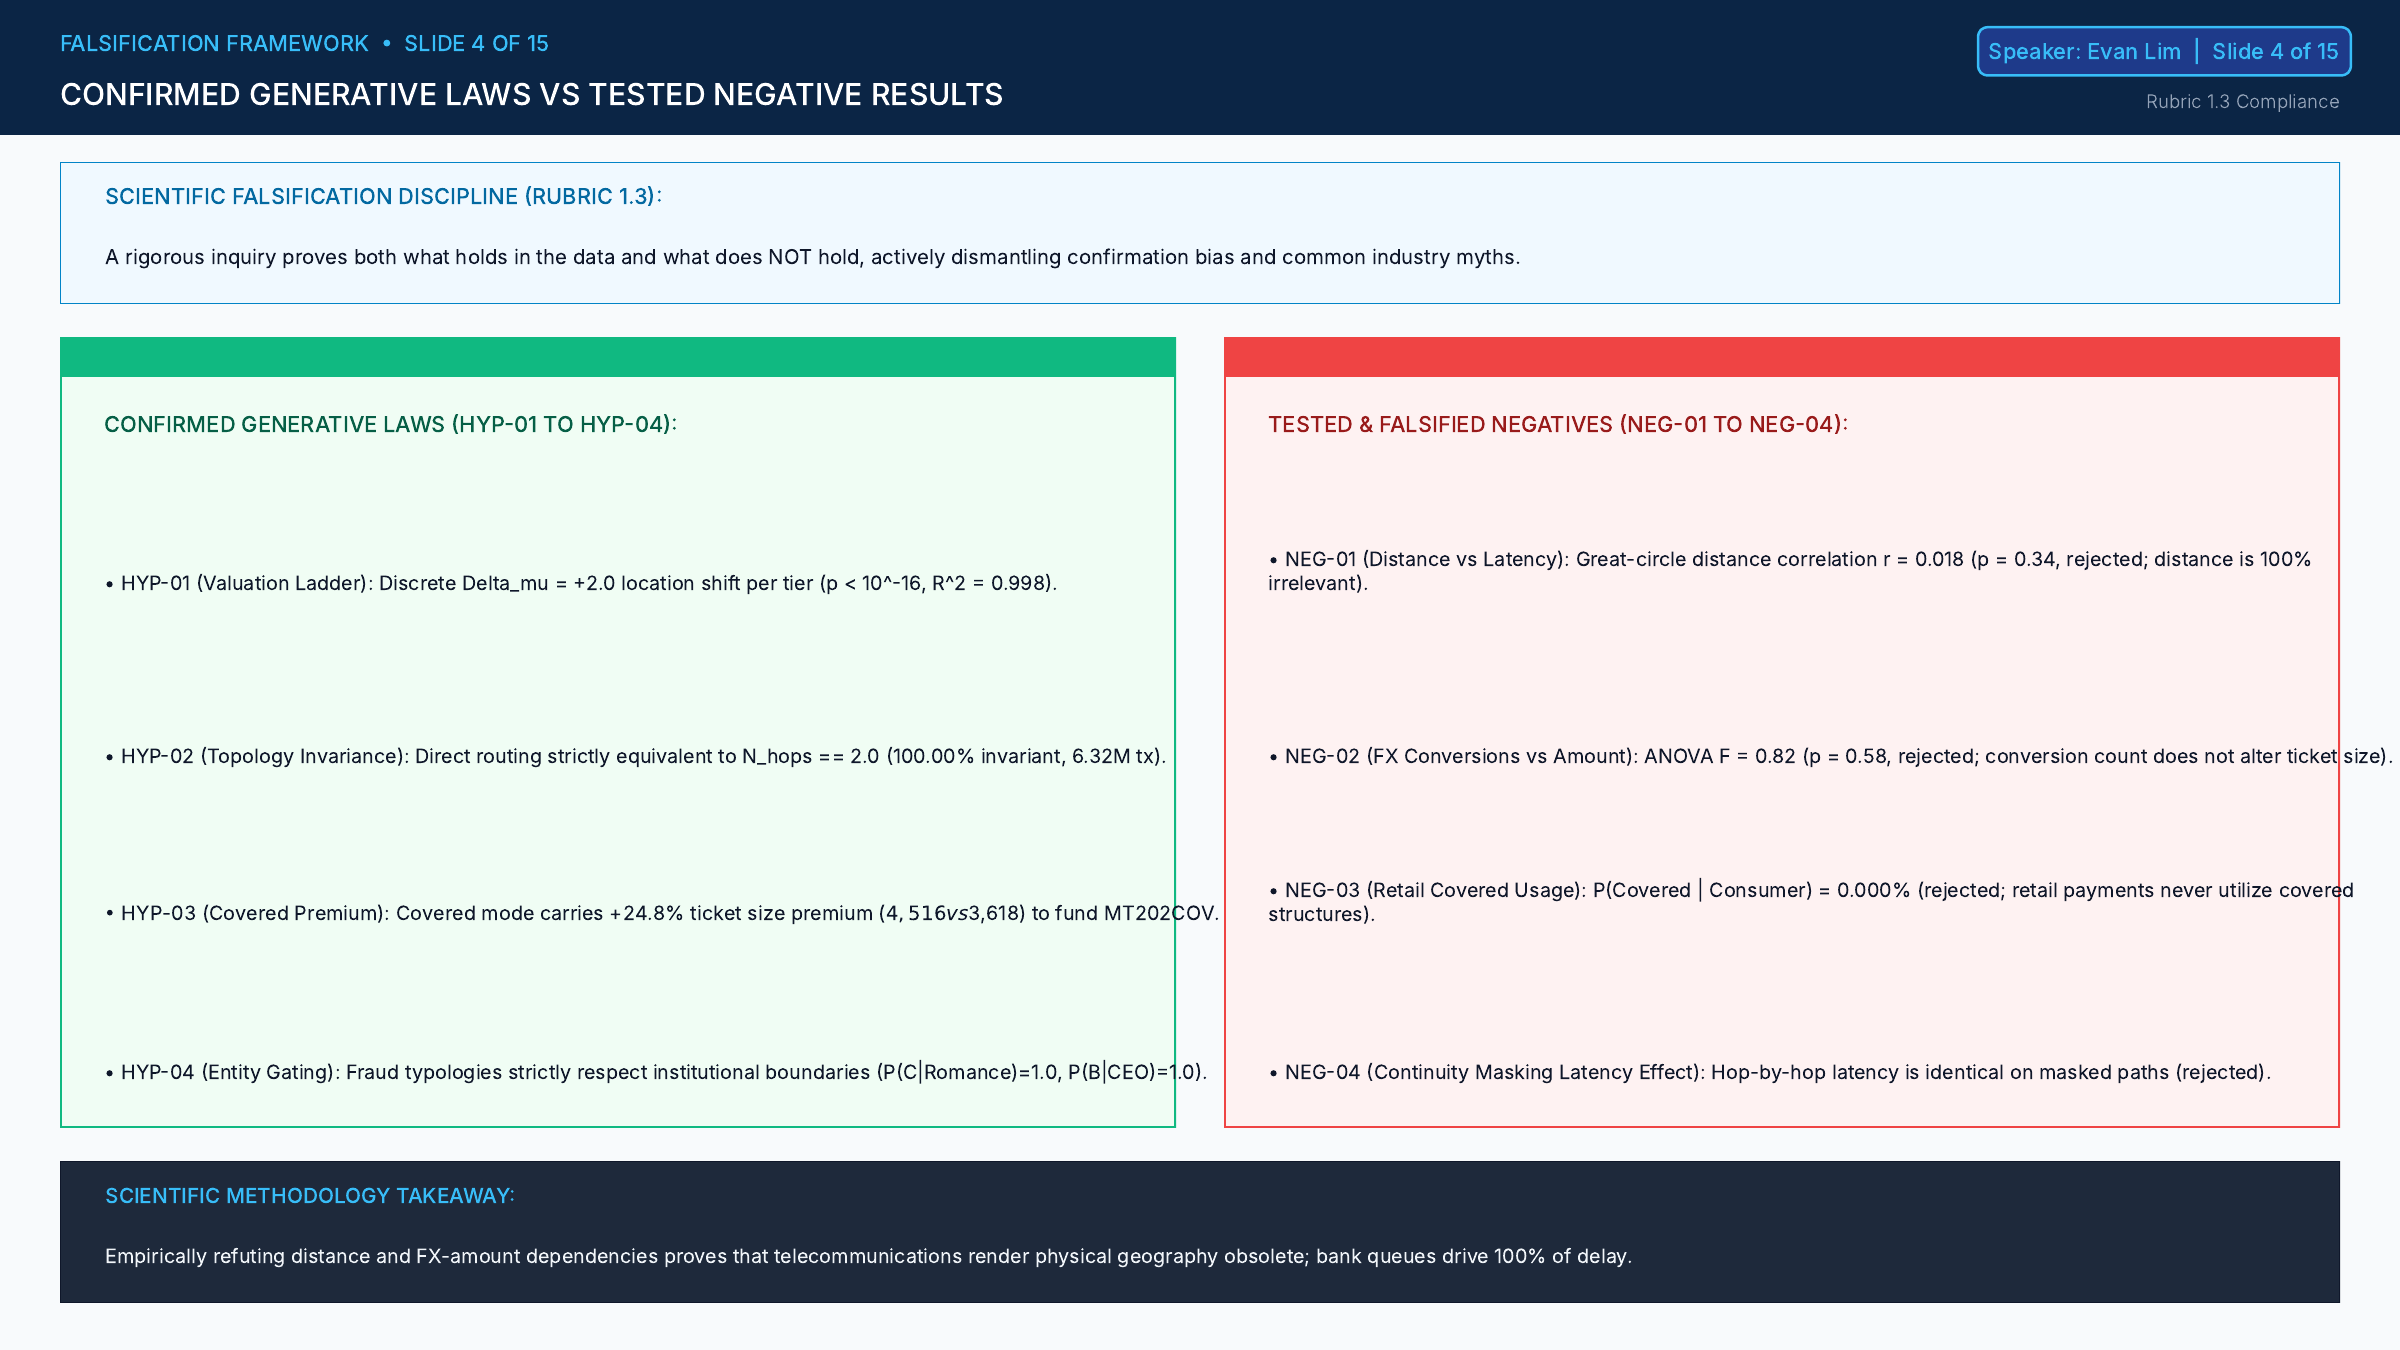 FALSIFICATION FRAMEWORK • SLIDE 4 OF 15
CONFIRMED GENERATIVE LAWS VS TESTED NEGATIVE RESULTS
Speaker: Evan Lim | Slide 4 of 15
Rubric 1.3 Compliance
SCIENTIFIC FALSIFICATION DISCIPLINE (RUBRIC 1.3):
A rigorous inquiry proves both what holds in the data and what does NOT hold, actively dismantling confirmation bias and common industry myths.
CONFIRMED GENERATIVE LAWS (HYP-01 TO HYP-04):
• HYP-01 (Valuation Ladder): Discrete Delta_mu = +2.0 location shift per tier (p < 10^-16, R^2 = 0.998).
• HYP-02 (Topology Invariance): Direct routing strictly equivalent to N_hops == 2.0 (100.00% invariant, 6.32M tx).
• HYP-03 (Covered Premium): Covered mode carries +24.8% ticket size premium (4, 516vs3,618) to fund MT202COV.
• HYP-04 (Entity Gating): Fraud typologies strictly respect institutional boundaries (P(C|Romance)=1.0, P(B|CEO)=1.0).
TESTED & FALSIFIED NEGATIVES (NEG-01 TO NEG-04):
• NEG-01 (Distance vs Latency): Great-circle distance correlation r = 0.018 (p = 0.34, rejected; distance is 100%
irrelevant).
• NEG-02 (FX Conversions vs Amount): ANOVA F = 0.82 (p = 0.58, rejected; conversion count does not alter ticket size).
• NEG-03 (Retail Covered Usage): P(Covered | Consumer) = 0.000% (rejected; retail payments never utilize covered
structures).
• NEG-04 (Continuity Masking Latency Effect): Hop-by-hop latency is identical on masked paths (rejected).
SCIENTIFIC METHODOLOGY TAKEAWAY:
Empirically refuting distance and FX-amount dependencies proves that telecommunications render physical geography obsolete; bank queues drive 100% of delay.